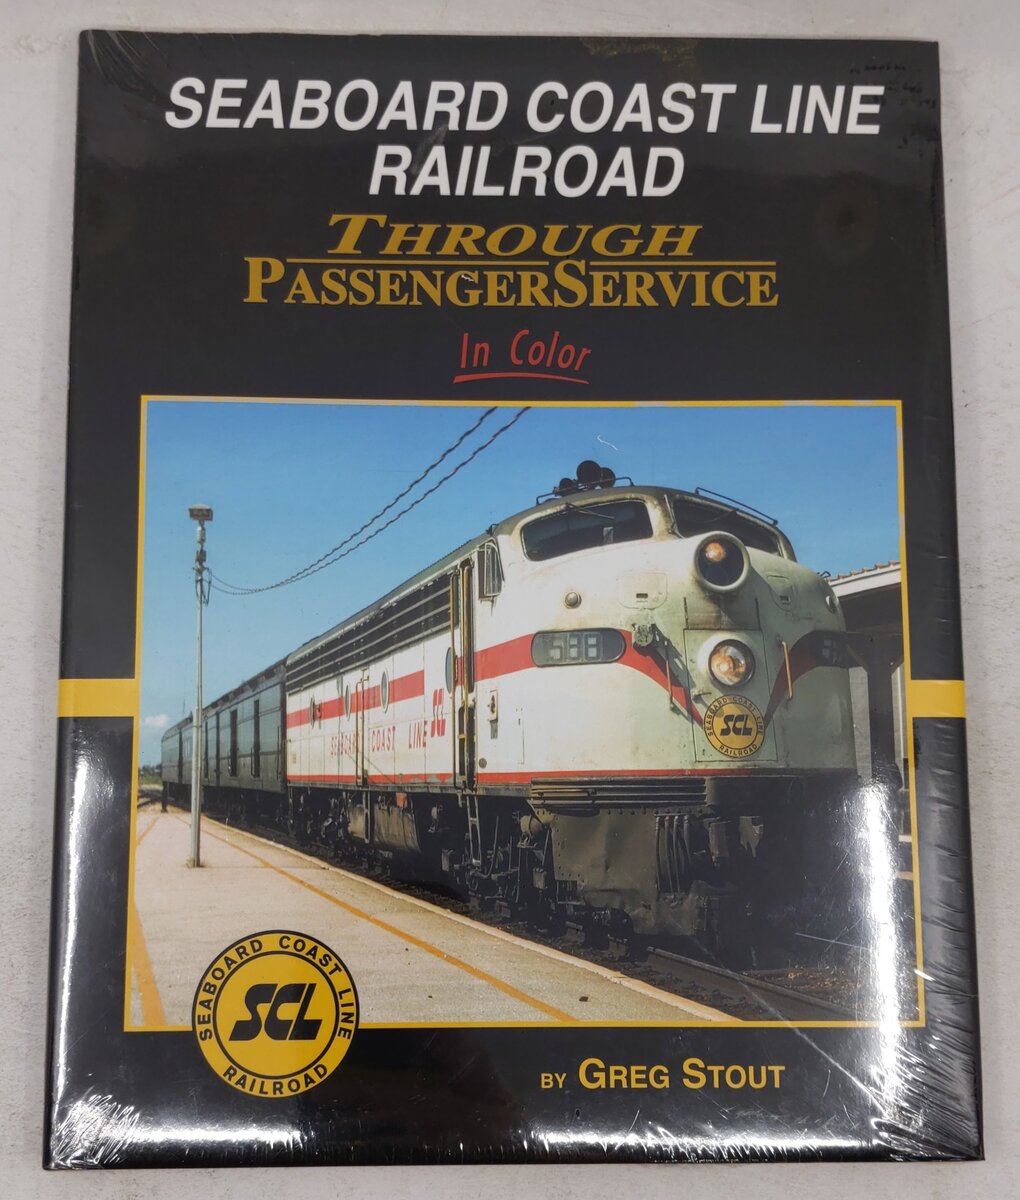 SEABOARD COAST LINE
RAILROAD
THROUGH
PASSENGERSERVICE
In Color
588
SEABOARD COAST LINE SCL
SEABOARD COAST LINE
SCL
RAILROAD
SEABOARD COAST LINE
SCL
RAILROAD
BY GREG STOUT